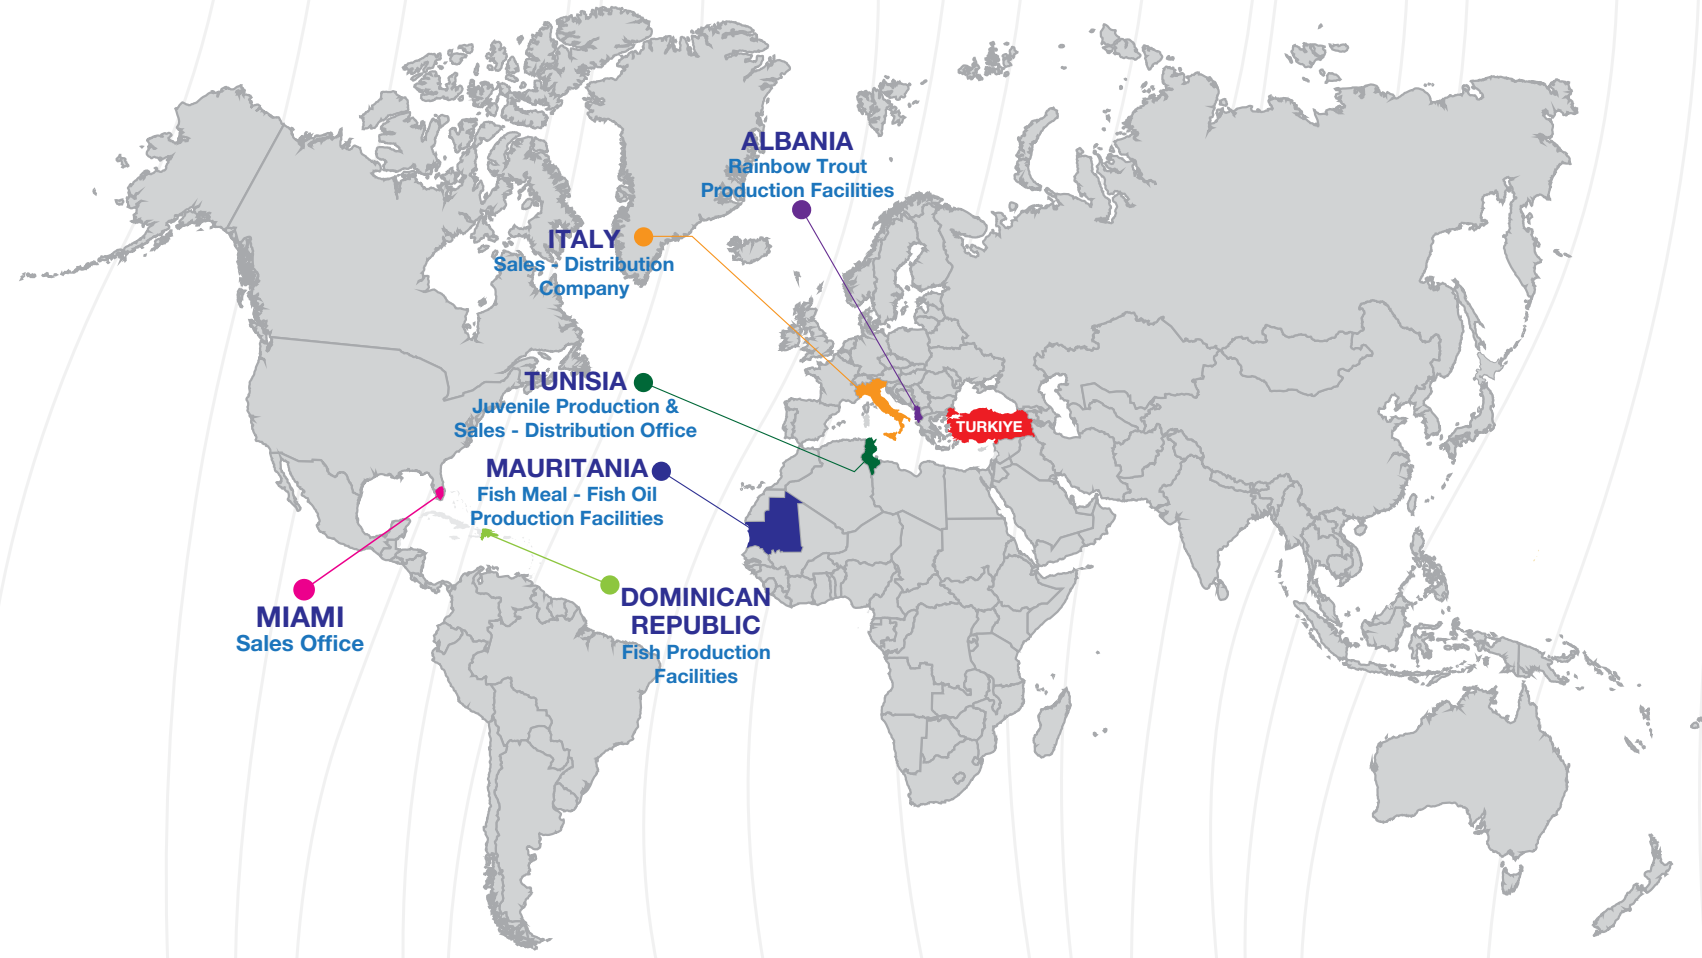 ALBANIA
Rainbow Trout
Production Facilities
ITALY
Sales - Distribution
Company
TUNISIA
Juvenile Production &
Sales - Distribution Office
TURKIYE
MAURITANIA
Fish Meal - Fish Oil
Production Facilities
MIAMI
Sales Office
DOMINICAN
REPUBLIC
Fish Production
Facilities